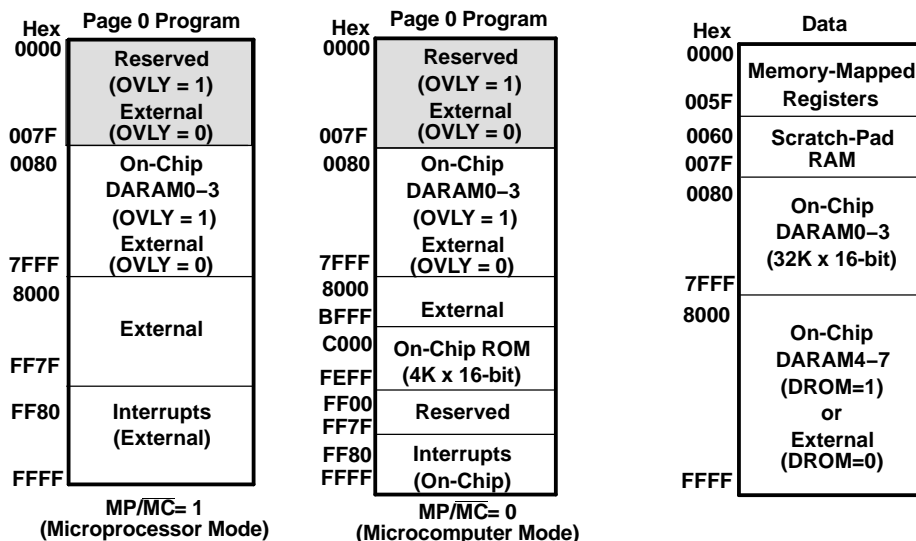 Page 0 Program
Hex
0000
Reserved
(OVLY = 1)
External
(OVLY = 0)
007F
0080
On-Chip
DARAM0–3
(OVLY = 1)
External
(OVLY = 0)
7FFF
8000
External
FF7F
FF80
Interrupts
(External)
FFFF
MP/MC= 1
(Microprocessor Mode)
Page 0 Program
Hex
0000
Reserved
(OVLY = 1)
External
(OVLY = 0)
007F
0080
On-Chip
DARAM0–3
(OVLY = 1)
External
(OVLY = 0)
7FFF
8000
External
BFFF
C000
On-Chip ROM
(4K x 16-bit)
FEFF
FF00
Reserved
FF7F
FF80
Interrupts
(On-Chip)
FFFF
MP/MC= 0
(Microcomputer Mode)
Data
Hex
0000
Memory-Mapped
Registers
005F
0060
Scratch-Pad
RAM
007F
0080
On-Chip
DARAM0–3
(32K x 16-bit)
7FFF
8000
On-Chip
DARAM4–7
(DROM=1)
or
External
(DROM=0)
FFFF